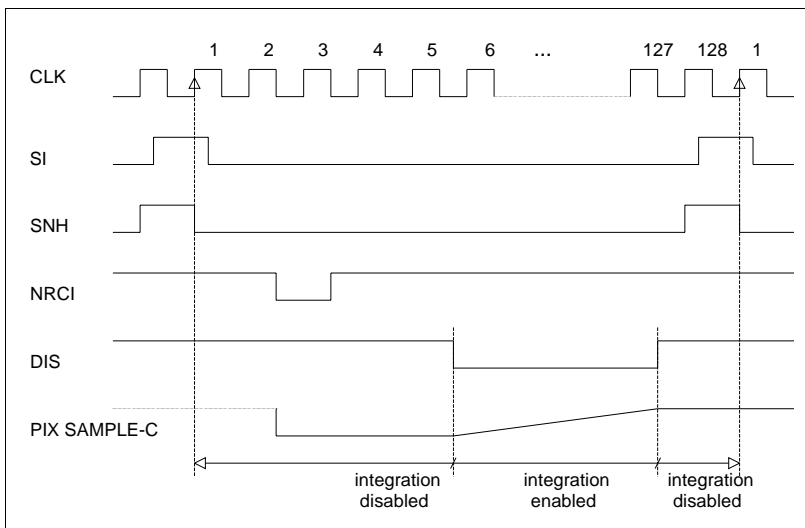 1 2 3 4 5 6 ... 127 128 1
CLK
SI
SNH
NRCI
DIS
PIX SAMPLE-C
integration disabled
integration enabled
integration disabled